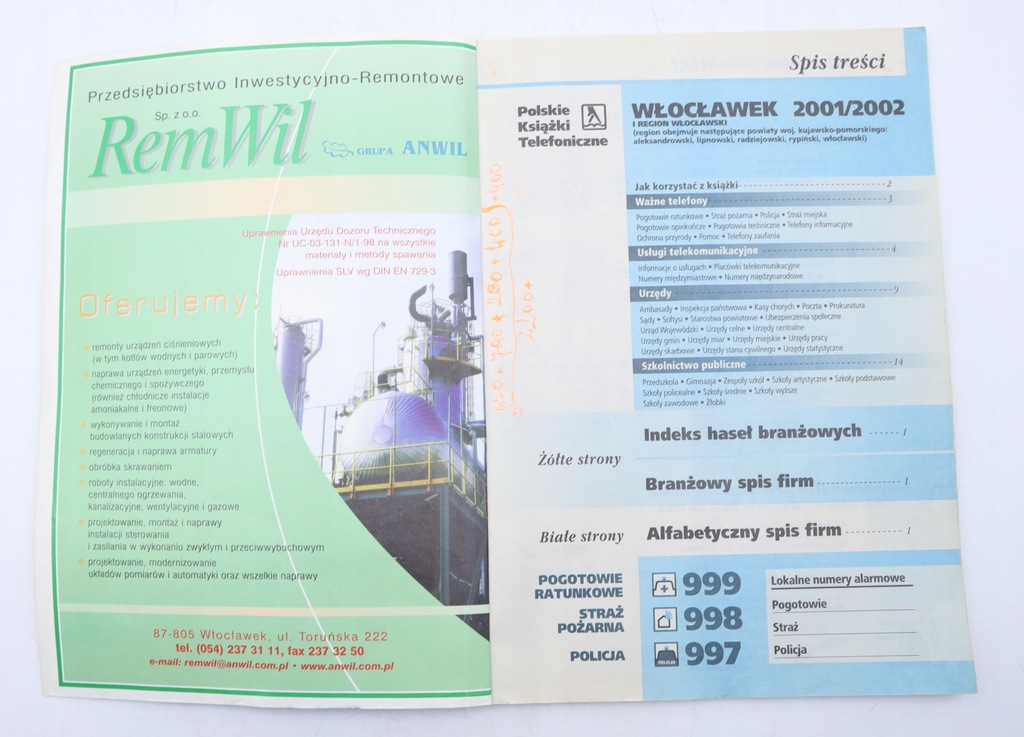 Przedsiębiorstwo Inwestycyjno-Remontowe
Sp. z o.o.
RemWil
GRUPA ANWIL
Uprawnienia Urzędu Dozoru Technicznego
Nr UC-03-131-N/1-98 na wszystkie
materiały i metody spawania
Uprawnienia SLV wg DIN EN 729-3
Oferujemy:
remonty urządzeń ciśnieniowych
(w tym kotłów wodnych i parowych)
naprawa urządzeń energetyki, przemysłu
chemicznego i spożywczego
(również chłodnicze instalacje
amoniakalne i freonowe)
wykonywanie i montaż
budowlanych konstrukcji stalowych
regeneracja i naprawa armatury
obróbka skrawaniem
roboty instalacyjne: wodne,
centralnego ogrzewania,
kanalizacyjne, wentylacyjne i gazowe
projektowanie, montaż i naprawy
instalacji sterowania
i zasilania w wykonaniu zwykłym i przeciwwybuchowym
projektowanie, modernizowanie
układów pomiarów i automatyki oraz wszelkie naprawy
87-805 Włocławek, ul. Toruńska 222
tel. (054) 237 31 11, fax 237 32 50
e-mail: remwil@anwil.com.pl • www.anwil.com.pl
Spis treści
Polskie
Książki
Telefoniczne
WŁOCŁAWEK 2001/2002
I REGION WŁOCŁAWSKI
(region obejmuje następujące powiaty woj. kujawsko-pomorskiego:
aleksandrowski, lipnowski, radziejowski, rypiński, włocławski)
Jak korzystać z książki 2
Ważne telefony 3
Pogotowie ratunkowe • Straż pożarna • Policja • Straż miejska
Pogotowie opiekuńcze • Pogotowia techniczne • Telefony informacyjne
Ochrona przyrody • Pomoc • Telefony zaufania
Usługi telekomunikacyjne 4
Informacje o usługach • Placówki telekomunikacyjne
Numery międzymiastowe • Numery międzynarodowe
Urzędy 9
Ambasady • Inspekcja państwowa • Kasy chorych • Poczta • Prokuratura
Sądy • Sołtysi • Starostwa powiatowe • Ubezpieczenia społeczne
Urząd Wojewódzki • Urzędy celne • Urzędy centralne
Urzędy gmin • Urzędy miar • Urzędy miejskie • Urzędy pracy
Urzędy skarbowe • Urzędy stanu cywilnego • Urzędy statystyczne
Szkolnictwo publiczne 14
Przedszkola • Gimnazja • Zespoły szkół • Szkoły artystyczne • Szkoły podstawowe
Szkoły policealne • Szkoły średnie • Szkoły wyższe
Szkoły zawodowe • Żłobki
Indeks haseł branżowych 1
Żółte strony
Branżowy spis firm 1
Białe strony
Alfabetyczny spis firm 1
POGOTOWIE
RATUNKOWE
999
STRAŻ
POŻARNA
998
POLICJA
POLICJA
997
Lokalne numery alarmowe
Pogotowie
Straż
Policja